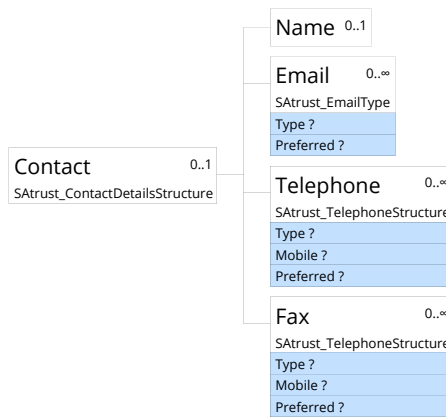 Name 0..1
Email 0..∞
SAtrust_EmailType
Type ?
Preferred ?
Contact 0..1
SAtrust_ContactDetailsStructure
Telephone 0..∞
SAtrust_TelephoneStructure
Type ?
Mobile ?
Preferred ?
Fax 0..∞
SAtrust_TelephoneStructure
Type ?
Mobile ?
Preferred ?